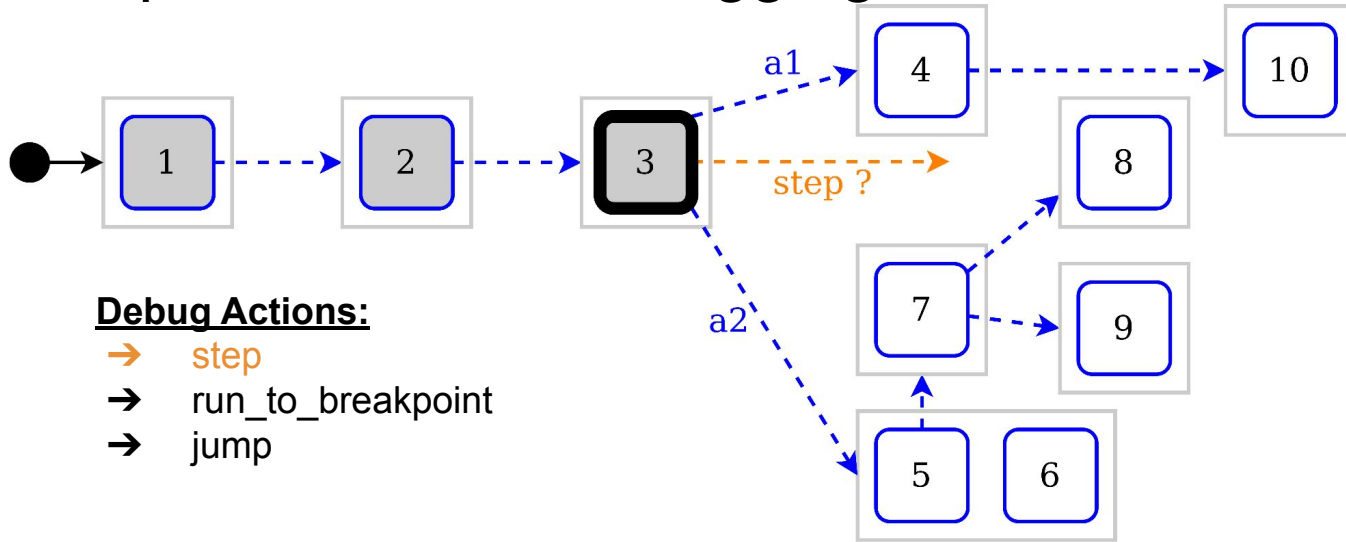 a1
4
10
1
2
3
step ?
8
7
9
a2
5
6
Debug Actions:
➔ step
➔ run_to_breakpoint
➔ jump